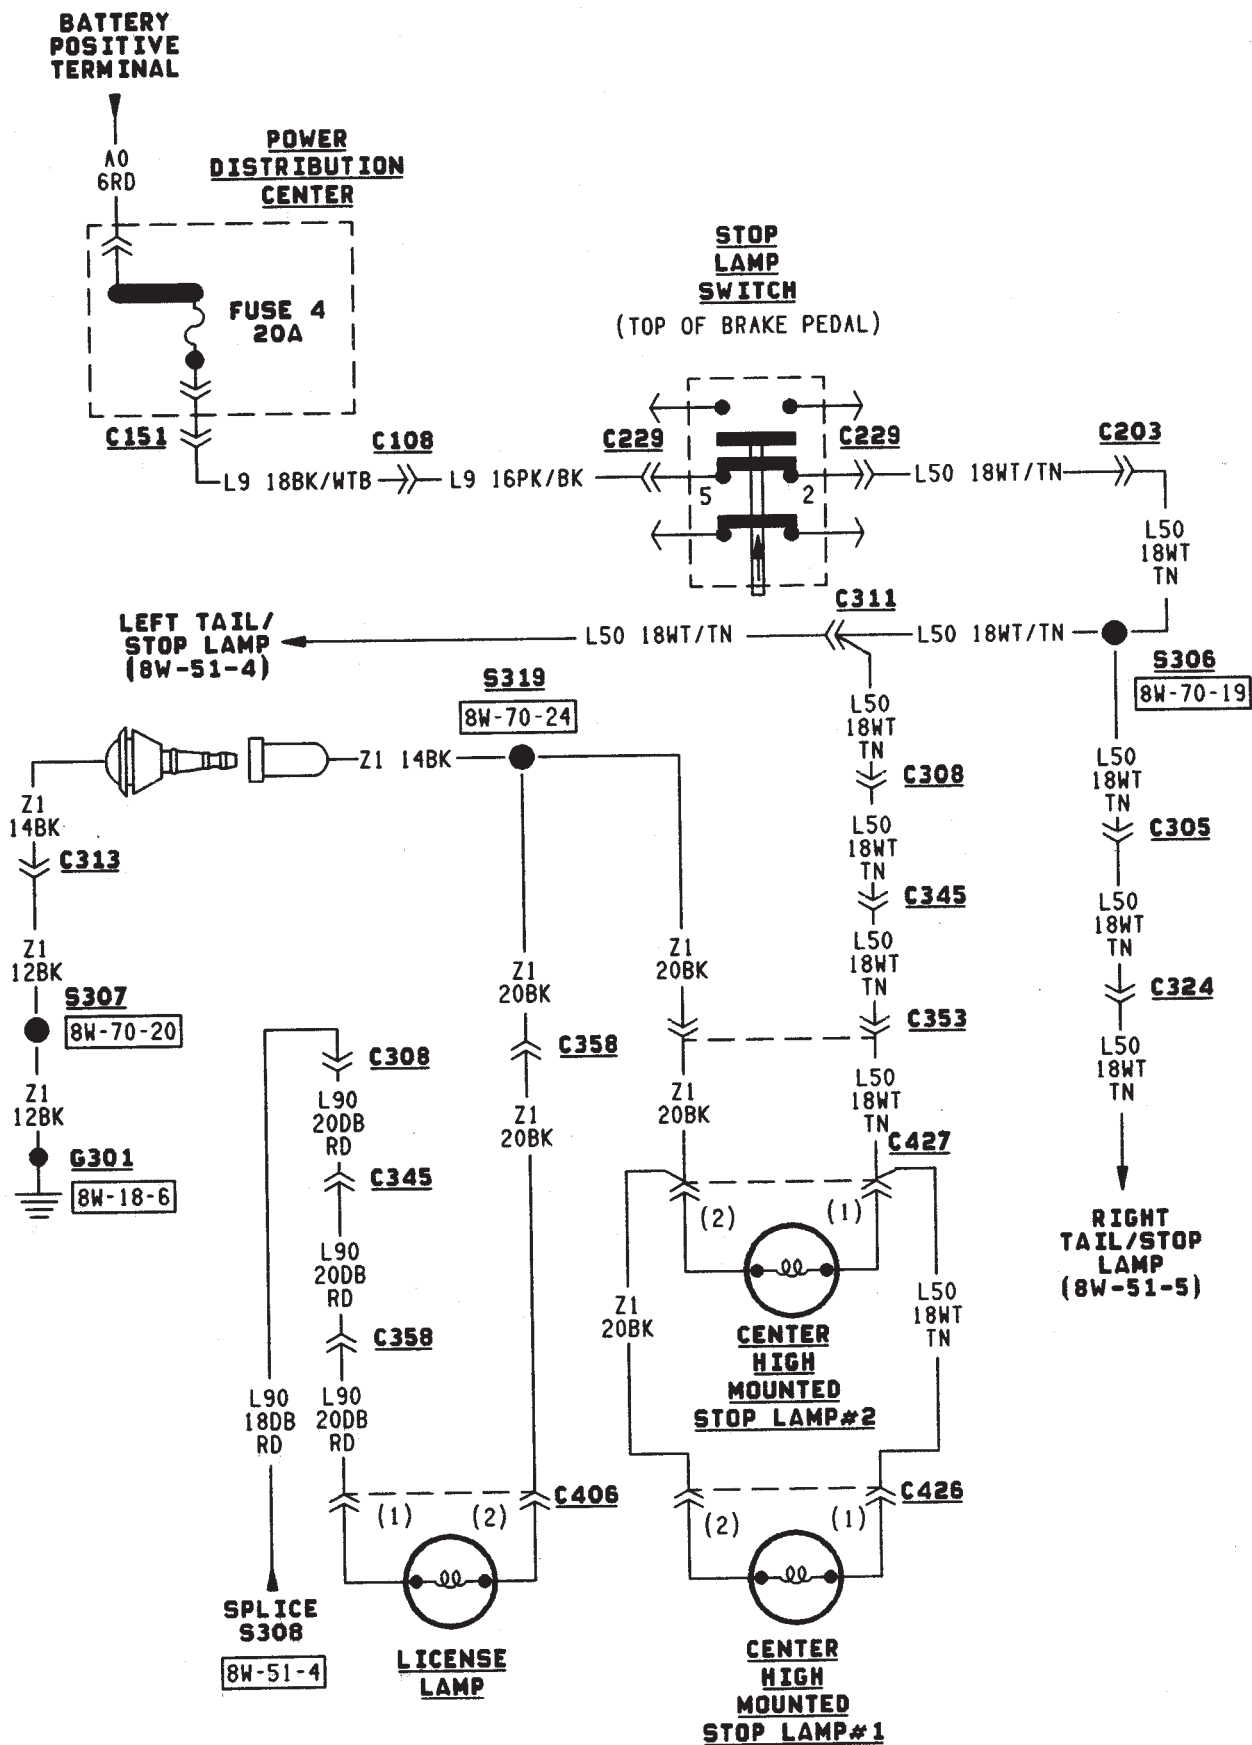 BATTERY
POSITIVE
TERMINAL
A0
6RD
POWER
DISTRIBUTION
CENTER
FUSE 4
20A
C151
L9 18BK/WTB
C108
L9 16PK/BK
STOP
LAMP
SWITCH
(TOP OF BRAKE PEDAL)
C229
C229
5
2
L50 18WT/TN
C203
L50
18WT
TN
LEFT TAIL/
STOP LAMP
(8W-51-4)
L50 18WT/TN
C311
L50 18WT/TN
S306
8W-70-19
S319
8W-70-24
Z1 14BK
Z1
14BK
C313
Z1
12BK
S307
8W-70-20
Z1
12BK
G301
8W-18-6
L50
18WT
TN
C308
L50
18WT
TN
C345
L50
18WT
TN
C353
L50
18WT
TN
C427
L50
18WT
TN
C305
L50
18WT
TN
C324
L50
18WT
TN
RIGHT
TAIL/STOP
LAMP
(8W-51-5)
Z1
20BK
C358
Z1
20BK
Z1
20BK
Z1
20BK
C308
L90
20DB
RD
C345
L90
20DB
RD
C358
L90
18DB
RD
L90
20DB
RD
(1)
(2)
C406
SPLICE
S308
8W-51-4
LICENSE
LAMP
(2)
(1)
CENTER
HIGH
MOUNTED
STOP LAMP#2
Z1
20BK
L50
18WT
TN
C426
(2)
(1)
CENTER
HIGH
MOUNTED
STOP LAMP#1